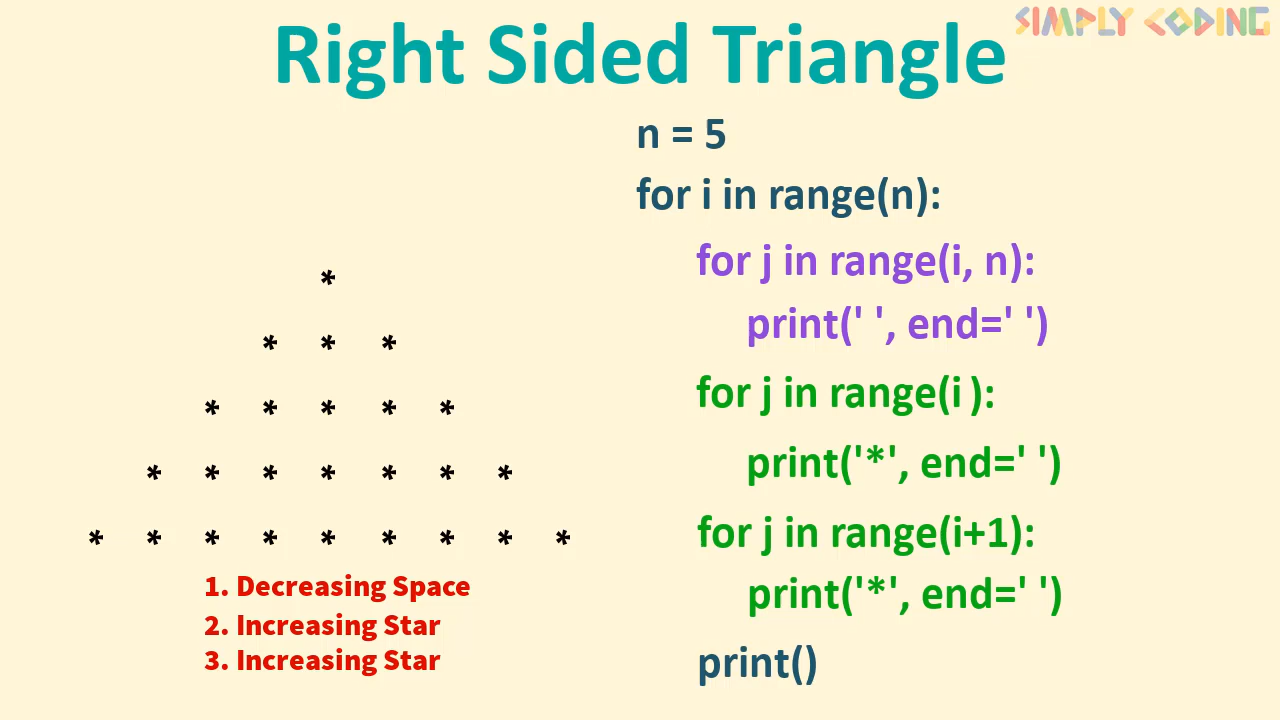 SIMPLY CODING
Right Sided Triangle
n = 5
for i in range(n):
for j in range(i, n):
print(' ', end=' ')
for j in range(i ):
print('*', end=' ')
for j in range(i+1):
print('*', end=' ')
print()
*
* * *
* * * * *
* * * * * * *
* * * * * * * * *
1. Decreasing Space
2. Increasing Star
3. Increasing Star